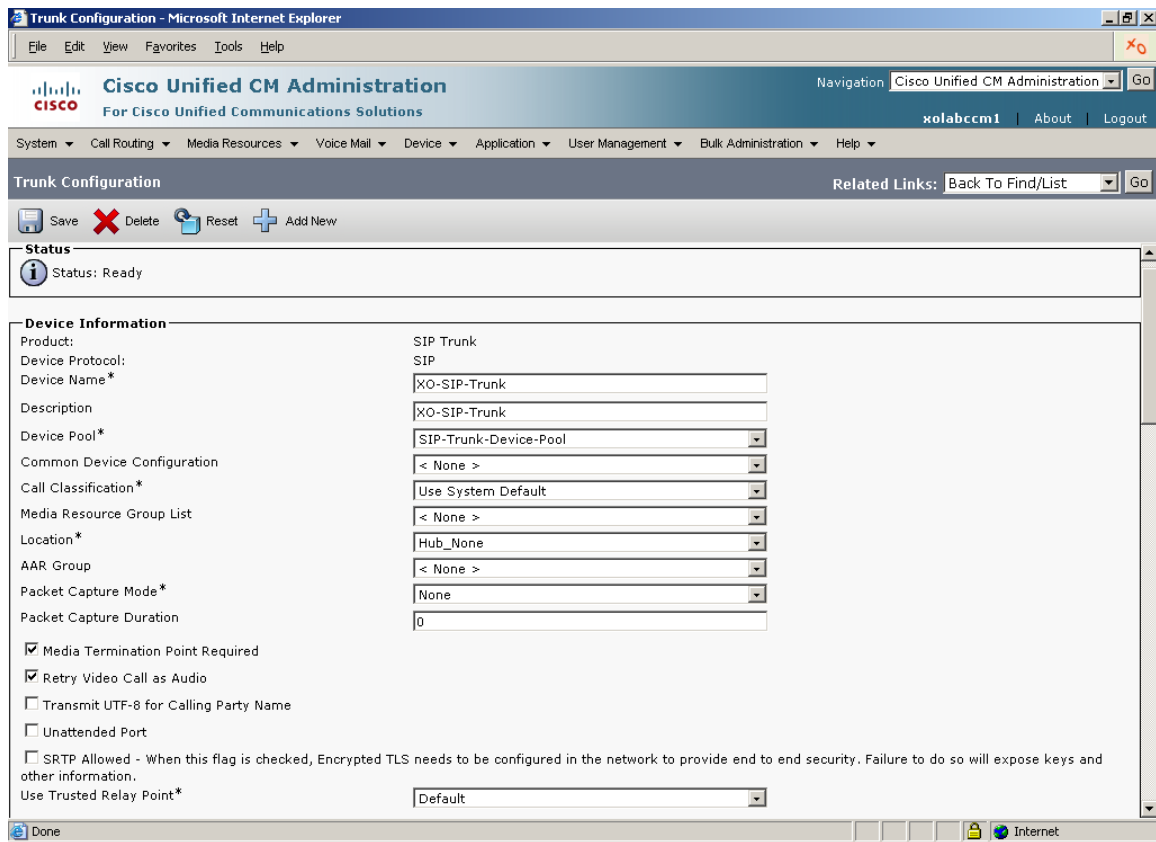 Trunk Configuration - Microsoft Internet Explorer
File Edit View Favorites Tools Help
XO
CISCO
Cisco Unified CM Administration
For Cisco Unified Communications Solutions
Navigation Cisco Unified CM Administration Go
xolabccm1 | About | Logout
System Call Routing Media Resources Voice Mail Device Application User Management Bulk Administration Help
Trunk Configuration
Related Links: Back To Find/List Go
Save Delete Reset Add New
Status
i Status: Ready
Device Information
Product: SIP Trunk
Device Protocol: SIP
Device Name* XO-SIP-Trunk
Description XO-SIP-Trunk
Device Pool* SIP-Trunk-Device-Pool
Common Device Configuration < None >
Call Classification* Use System Default
Media Resource Group List < None >
Location* Hub_None
AAR Group < None >
Packet Capture Mode* None
Packet Capture Duration 0
Media Termination Point Required
Retry Video Call as Audio
Transmit UTF-8 for Calling Party Name
Unattended Port
SRTP Allowed - When this flag is checked, Encrypted TLS needs to be configured in the network to provide end to end security. Failure to do so will expose keys and
other information.
Use Trusted Relay Point* Default
Done Internet